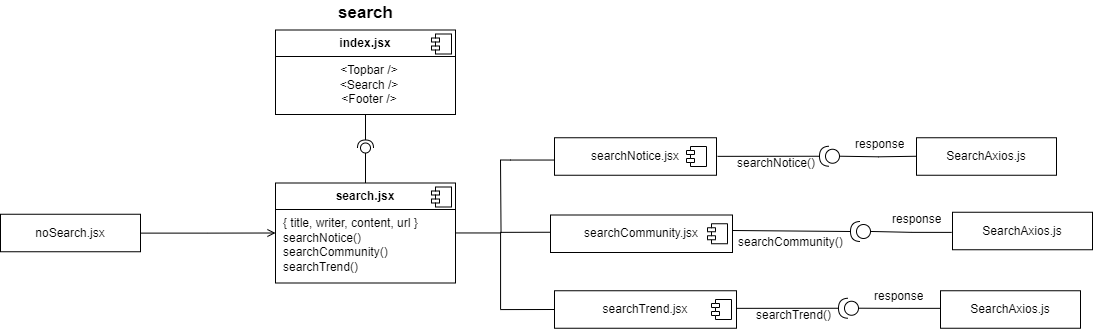 search
index.jsx
<Topbar />
<Search />
<Footer />
search.jsx
{ title, writer, content, url }
searchNotice()
searchCommunity()
searchTrend()
noSearch.jsx
searchNotice.jsx
searchNotice()
response
SearchAxios.js
searchCommunity.jsx
searchCommunity()
response
SearchAxios.js
searchTrend.jsx
searchTrend()
response
SearchAxios.js